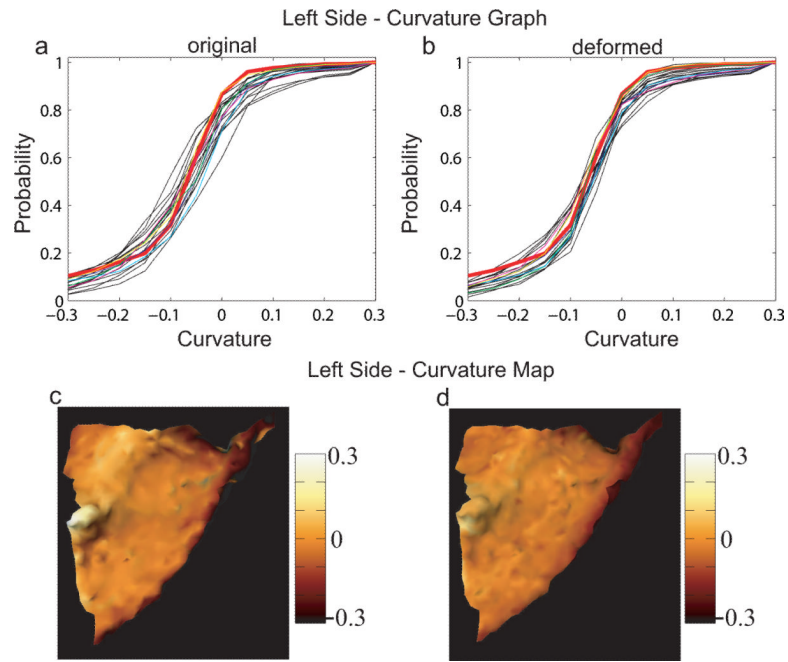 Left Side - Curvature Graph
a
original
b
deformed
Probability
1
0.8
0.6
0.4
0.2
0
−0.3 −0.2 −0.1 0 0.1 0.2 0.3
Curvature
Probability
1
0.8
0.6
0.4
0.2
0
−0.3 −0.2 −0.1 0 0.1 0.2 0.3
Curvature
Left Side - Curvature Map
c
0.3
0
-0.3
d
0.3
0
-0.3